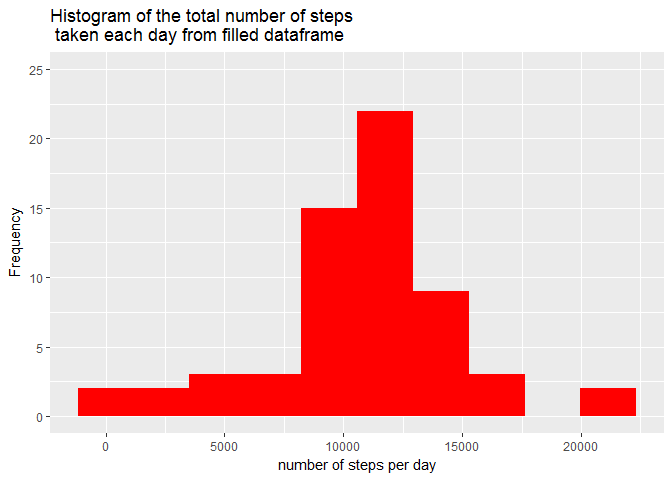 Histogram of the total number of steps
taken each day from filled dataframe
25
20
15
10
5
0
Frequency
0 5000 10000 15000 20000
number of steps per day